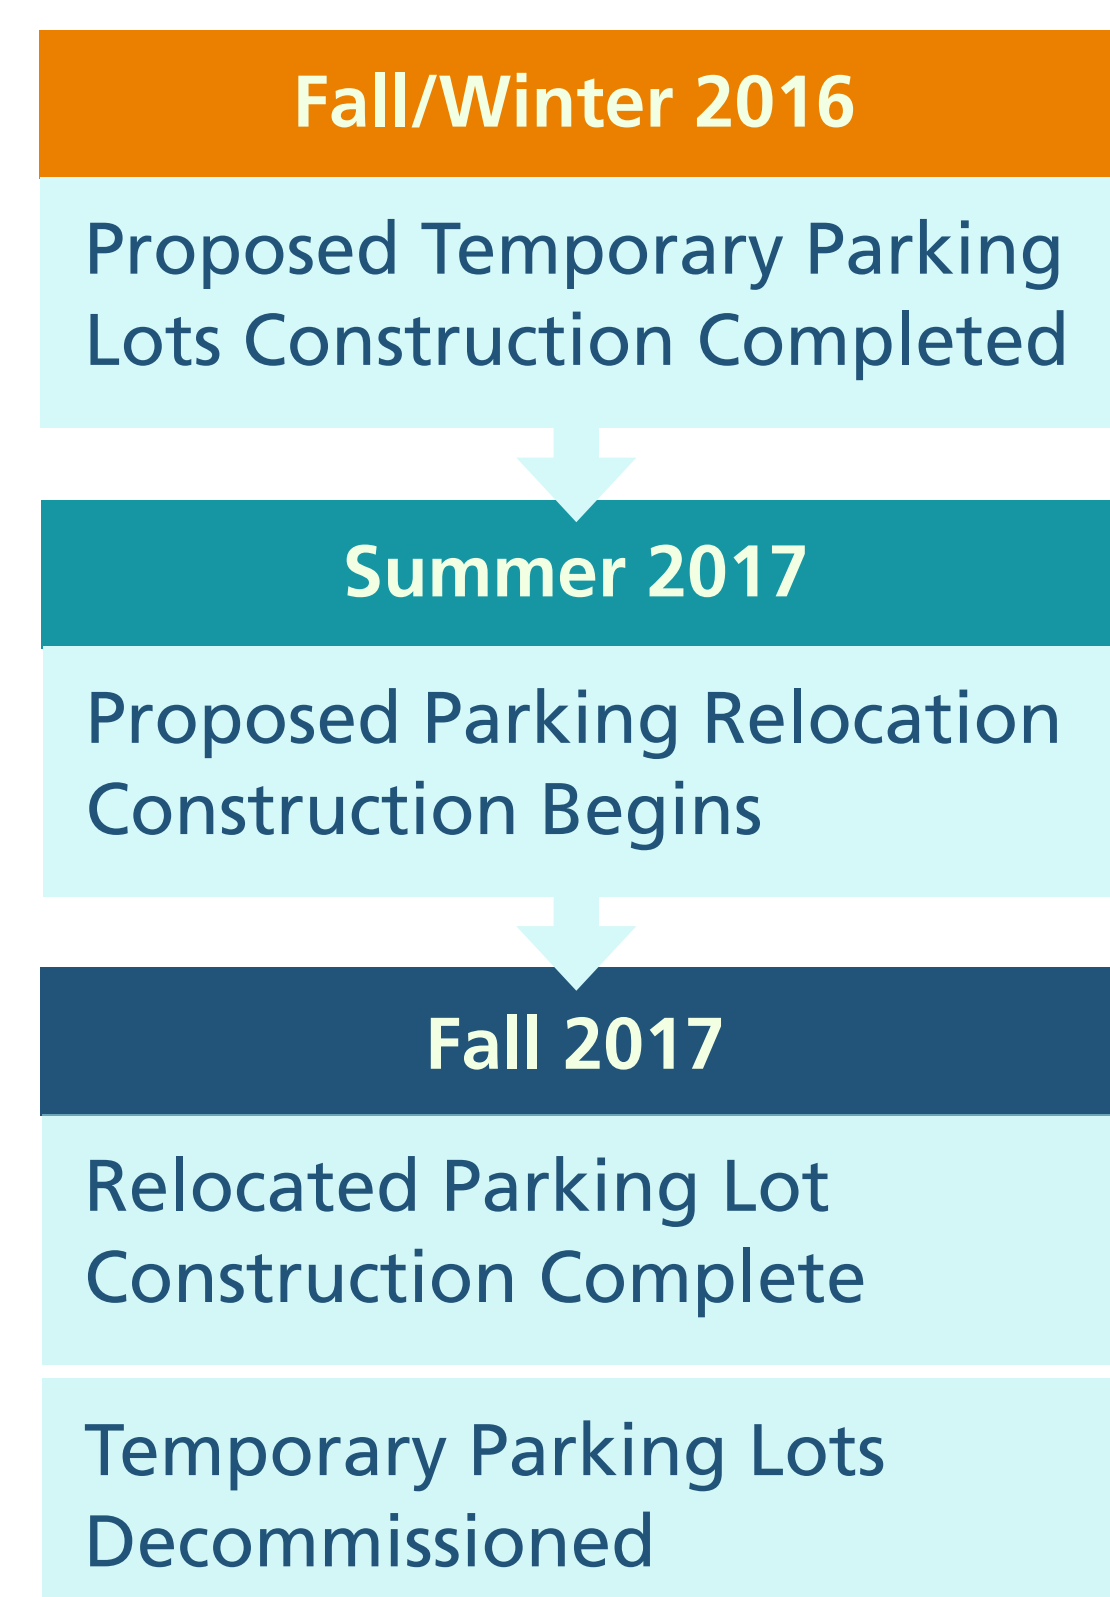 Fall/Winter 2016
Proposed Temporary Parking
Lots Construction Completed
Summer 2017
Proposed Parking Relocation
Construction Begins
Fall 2017
Relocated Parking Lot
Construction Complete
Temporary Parking Lots
Decommissioned